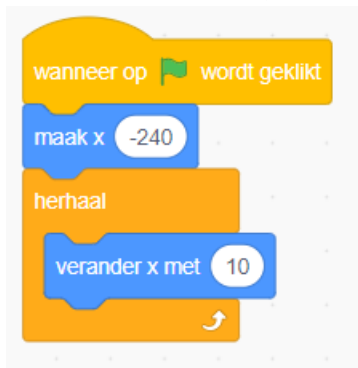 wanneer op wordt geklikt
maak x -240
herhaal
verander x met 10